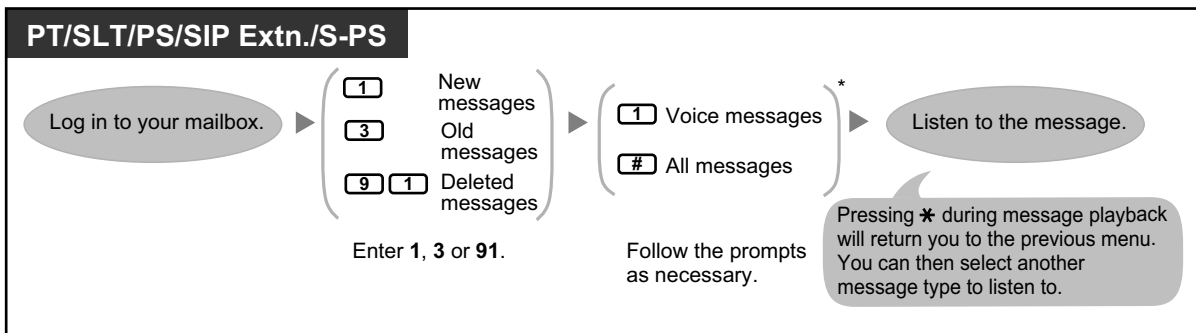 PT/SLT/PS/SIP Extn./S-PS
Log in to your mailbox.
1 New
messages
3 Old
messages
9 1 Deleted
messages
Enter 1, 3 or 91.
*
1 Voice messages
# All messages
Follow the prompts
as necessary.
Listen to the message.
Pressing * during message playback
will return you to the previous menu.
You can then select another
message type to listen to.